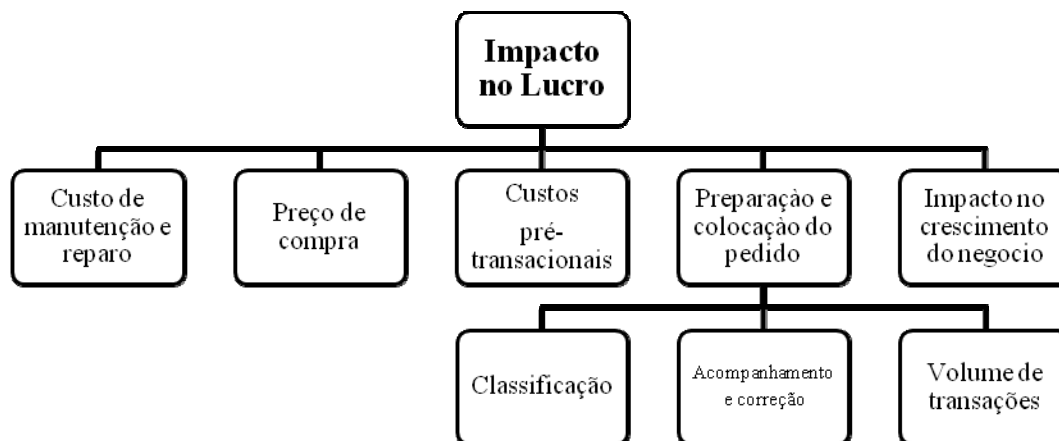 Impacto
no Lucro
Custo de
manutenção e
reparo
Preço de
compra
Custos
pré-
transacionais
Preparação e
colocação do
pedido
Impacto no
crescimento
do negocio
Classificação
Acompanhamento
e correção
Volume de
transações